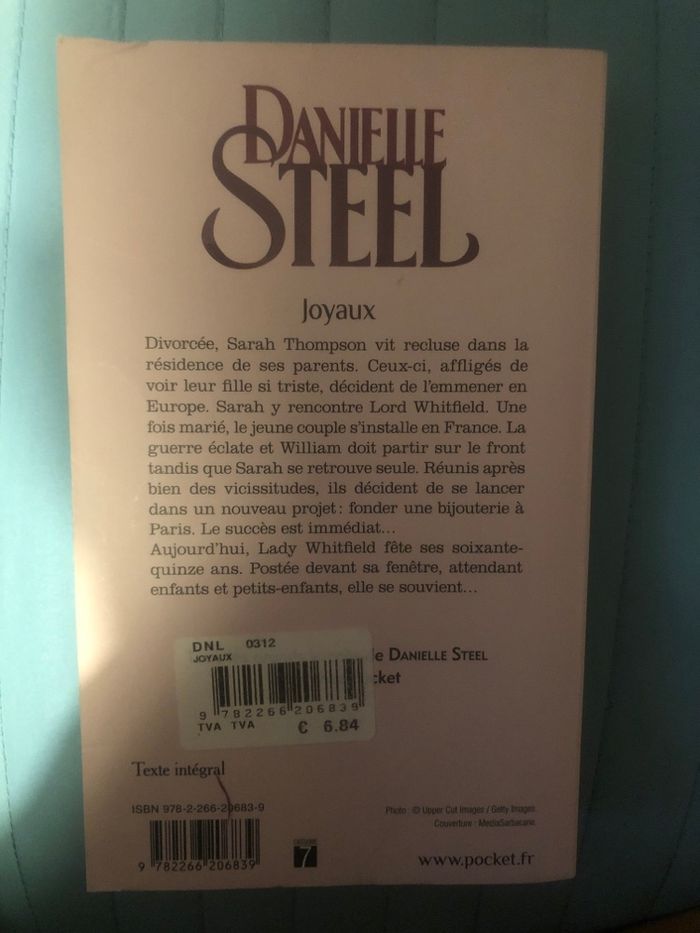 DANIELLE
STEEL
Joyaux
Divorcée, Sarah Thompson vit recluse dans la
résidence de ses parents. Ceux-ci, affligés de
voir leur fille si triste, décident de l'emmener en
Europe. Sarah y rencontre Lord Whitfield. Une
fois marié, le jeune couple s'installe en France. La
guerre éclate et William doit partir sur le front
tandis que Sarah se retrouve seule. Réunis après
bien des vicissitudes, ils décident de se lancer
dans un nouveau projet : fonder une bijouterie à
Paris. Le succès est immédiat...
Aujourd'hui, Lady Whitfield fête ses soixante-
quinze ans. Postée devant sa fenêtre, attendant
enfants et petits-enfants, elle se souvient...
DANIELLE STEEL
DNL 0312
JOYAUX
9 782266 206839
TVA TVA € 6.84
Texte intégral
ISBN 978-2-266-20683-9
9 782266 206839
7
Photo : © Upper Cut Images / Getty Images
Couverture : MediaSarbacane
www.pocket.fr